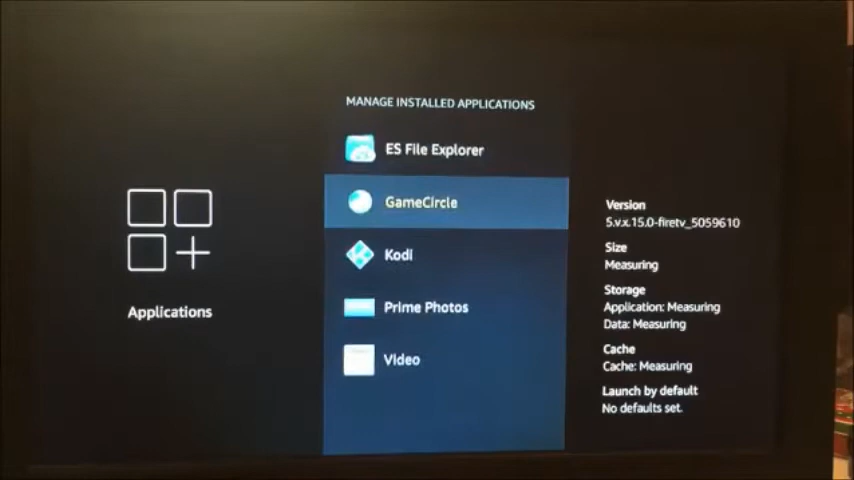 MANAGE INSTALLED APPLICATIONS
ES File Explorer
GameCircle
Kodi
Prime Photos
Video
Applications
Version
5.v.x.15.0-firetv_5059610
Size
Measuring
Storage
Application: Measuring
Data: Measuring
Cache
Cache: Measuring
Launch by default
No defaults set.